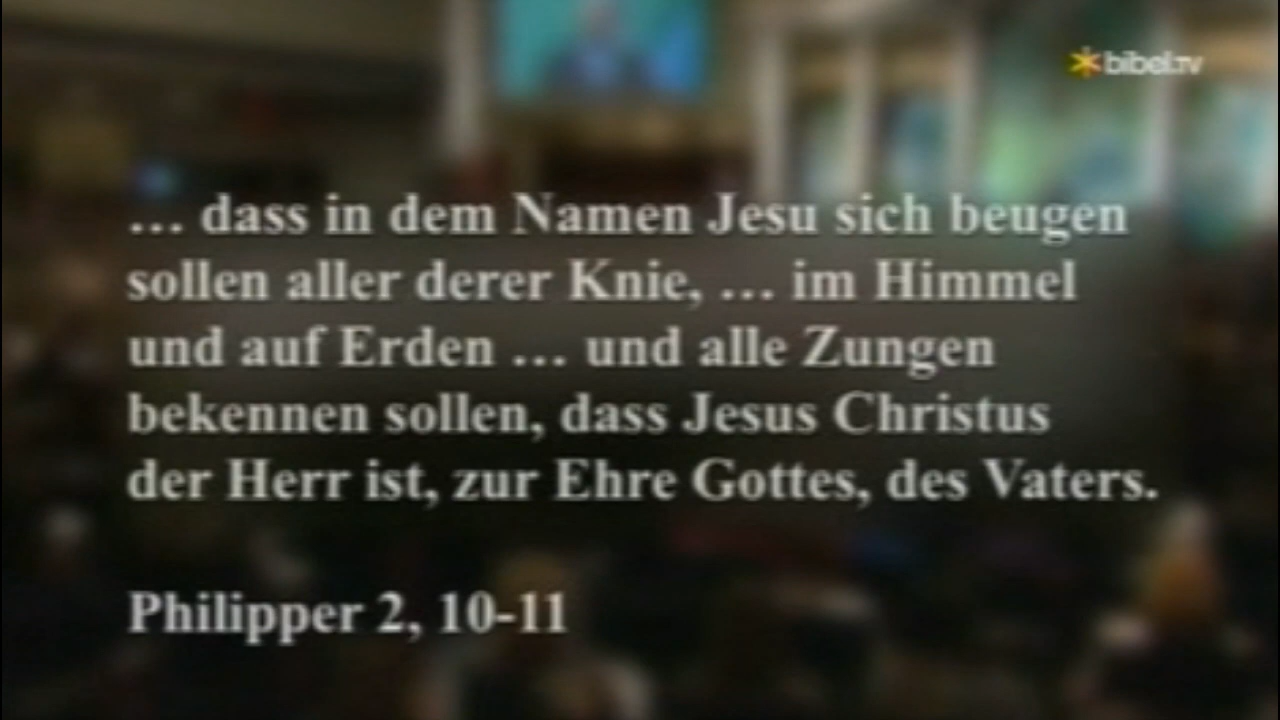 bibel.TV
… dass in dem Namen Jesu sich beugen
sollen aller derer Knie, … im Himmel
und auf Erden … und alle Zungen
bekennen sollen, dass Jesus Christus
der Herr ist, zur Ehre Gottes, des Vaters.
Philipper 2, 10-11